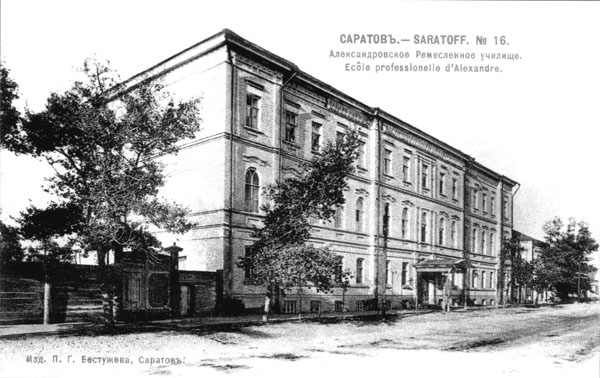 САРАТОВЪ.— SARATOFF. № 16.
Александровское Ремесленное училище.
Ecôle professionelle d'Alexandre.
Изд. П. Г. Бестужева, Саратовъ.